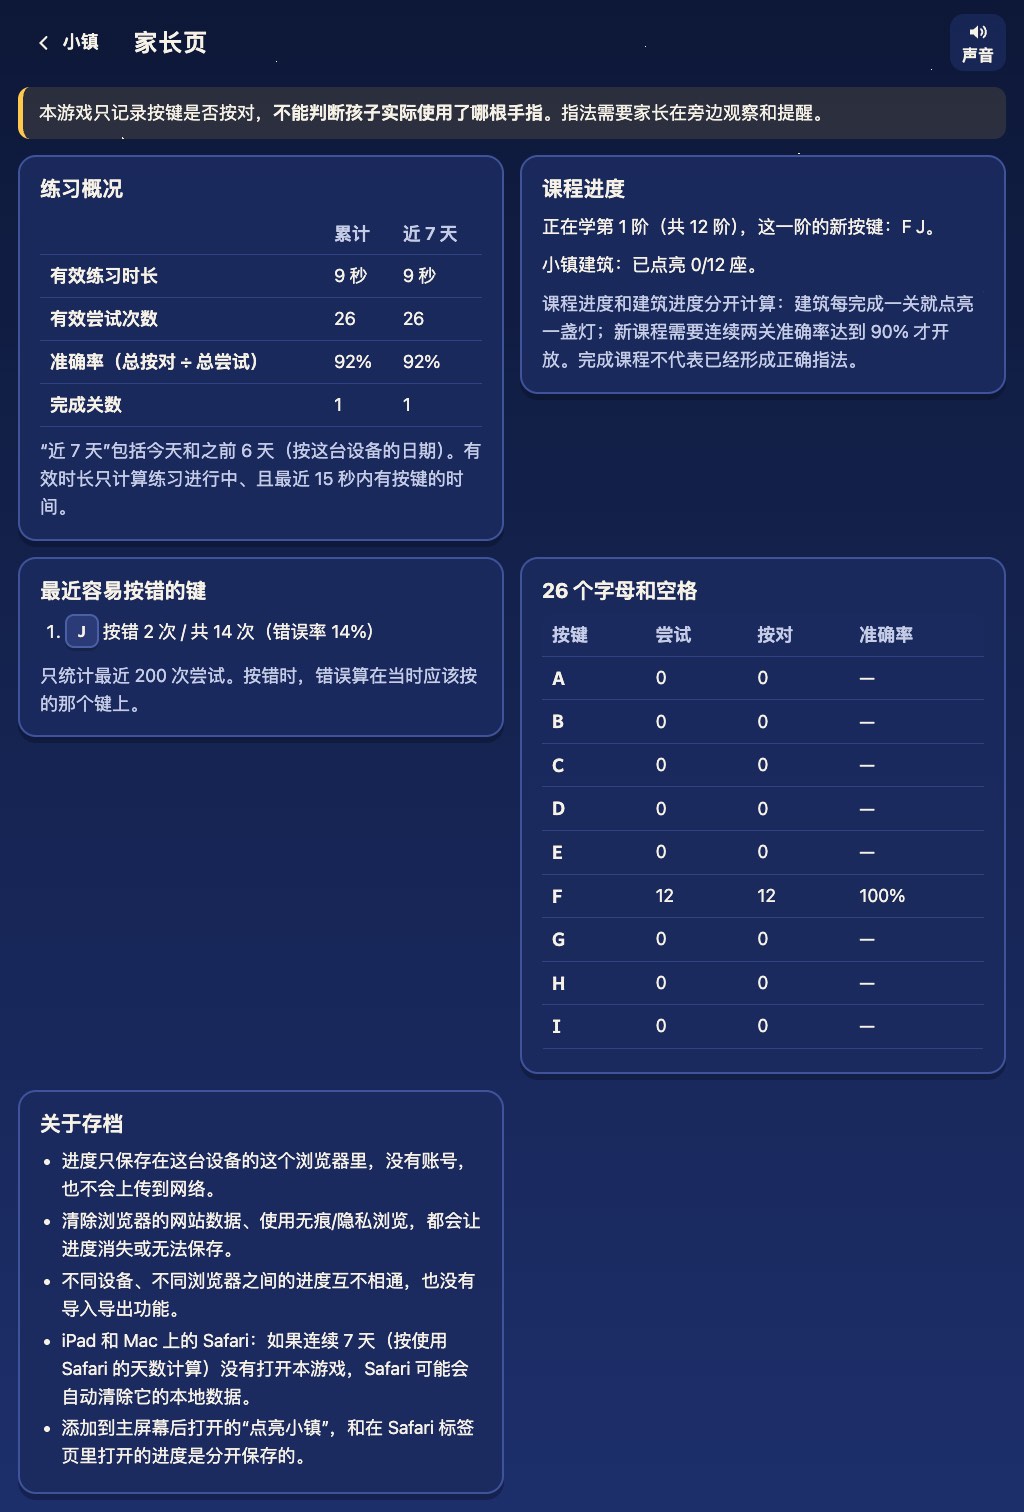 小镇
家长页
声音
本游戏只记录按键是否按对，不能判断孩子实际使用了哪根手指。指法需要家长在旁边观察和提醒。
练习概况
累计 近 7 天
有效练习时长 9 秒 9 秒
有效尝试次数 26 26
准确率（总按对 ÷ 总尝试） 92% 92%
完成关数 1 1
“近 7 天”包括今天和之前 6 天（按这台设备的日期）。有
效时长只计算练习进行中、且最近 15 秒内有按键的时
间。
课程进度
正在学第 1 阶（共 12 阶），这一阶的新按键：F J。
小镇建筑：已点亮 0/12 座。
课程进度和建筑进度分开计算：建筑每完成一关就点亮
一盏灯；新课程需要连续两关准确率达到 90% 才开
放。完成课程不代表已经形成正确指法。
最近容易按错的键
1. J 按错 2 次 / 共 14 次（错误率 14%）
只统计最近 200 次尝试。按错时，错误算在当时应该按
的那个键上。
26 个字母和空格
按键 尝试 按对 准确率
A 0 0 —
B 0 0 —
C 0 0 —
D 0 0 —
E 0 0 —
F 12 12 100%
G 0 0 —
H 0 0 —
I 0 0 —
关于存档
• 进度只保存在这台设备的这个浏览器里，没有账号，
也不会上传到网络。
• 清除浏览器的网站数据、使用无痕/隐私浏览，都会让
进度消失或无法保存。
• 不同设备、不同浏览器之间的进度互不相通，也没有
导入导出功能。
• iPad 和 Mac 上的 Safari：如果连续 7 天（按使用
Safari 的天数计算）没有打开本游戏，Safari 可能会
自动清除它的本地数据。
• 添加到主屏幕后打开的“点亮小镇”，和在 Safari 标签
页里打开的进度是分开保存的。